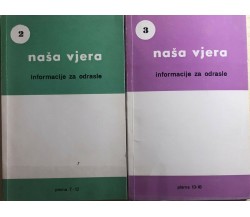 2
naša vjera
informacije za odrasle
3
naša vjera
informacije za odrasle